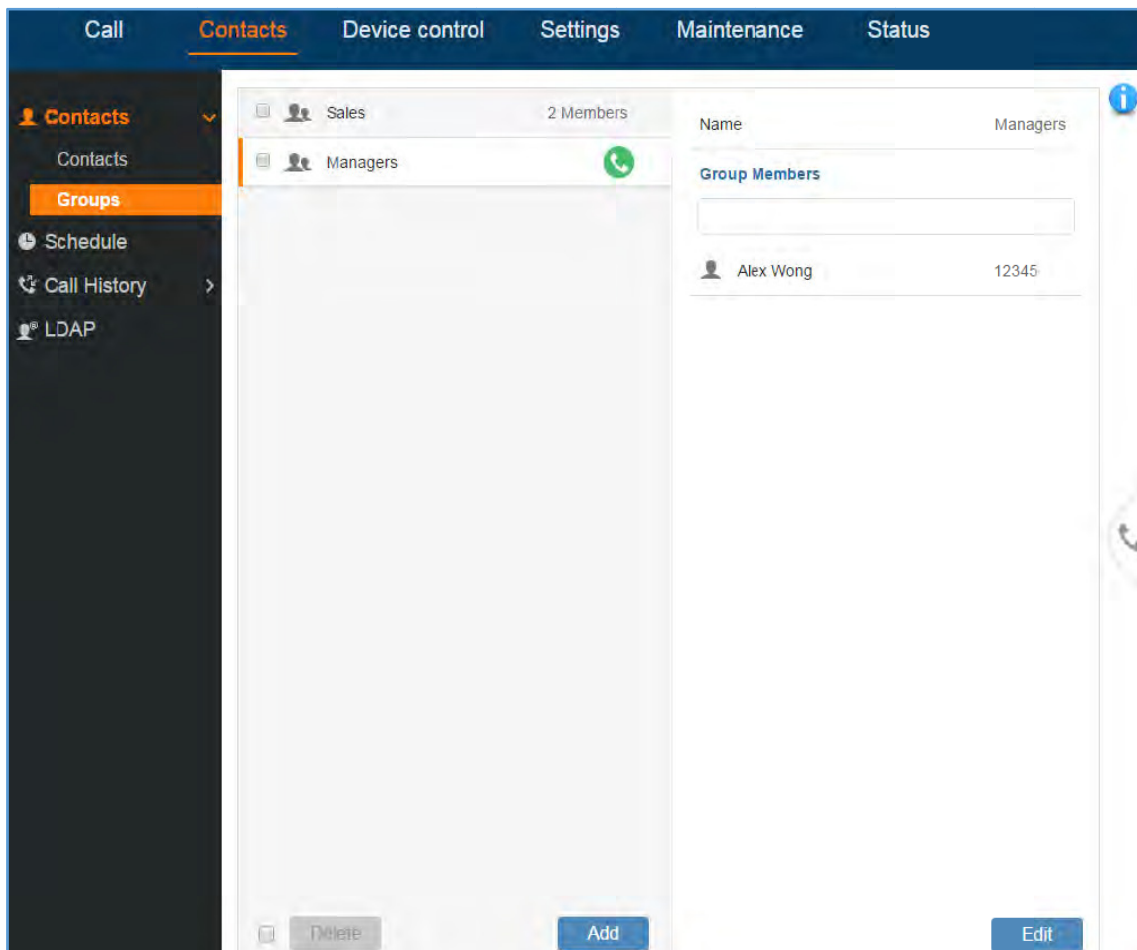 Call Contacts Device control Settings Maintenance Status
Contacts
Contacts
Groups
Schedule
Call History
LDAP
Sales 2 Members
Managers
Name Managers
Group Members
Alex Wong 12345
Delete Add
Edit